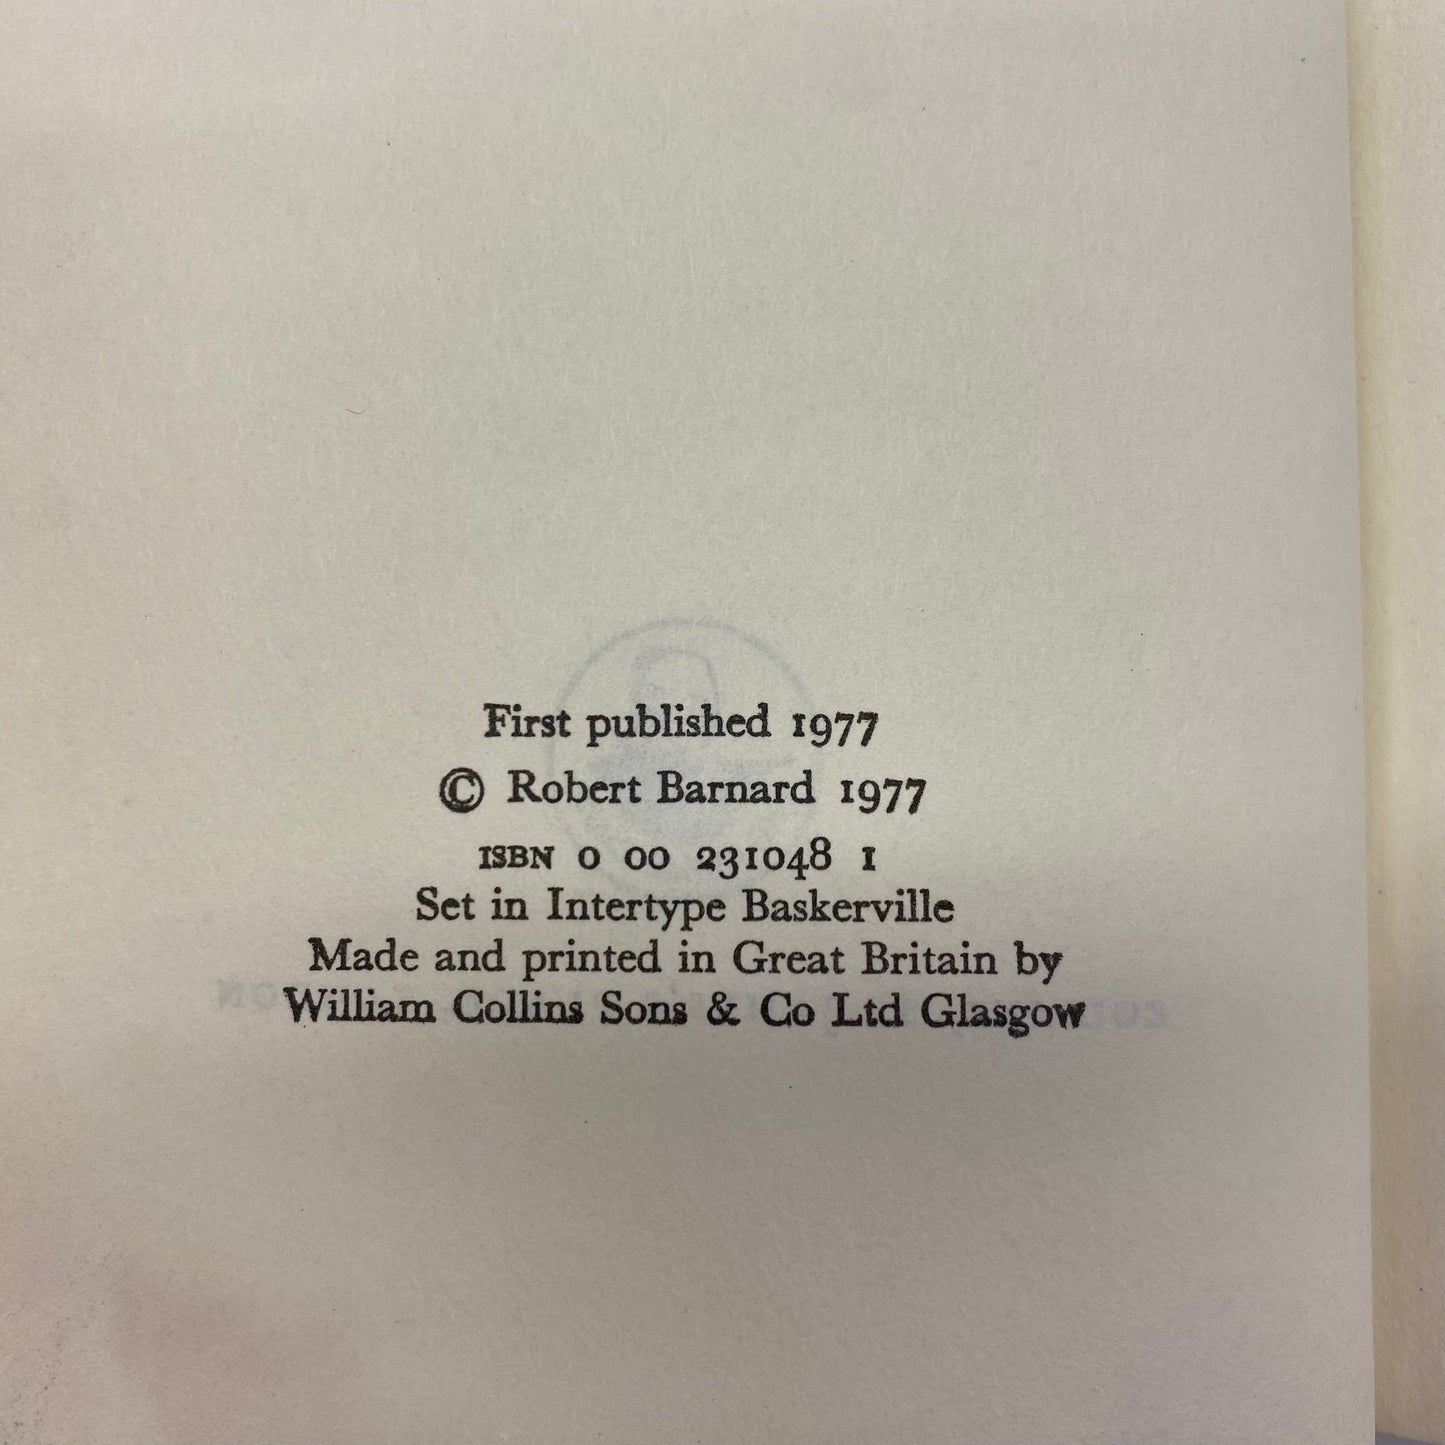 First published 1977
© Robert Barnard 1977
ISBN 0 00 231048 1
Set in Intertype Baskerville
Made and printed in Great Britain by
William Collins Sons & Co Ltd Glasgow